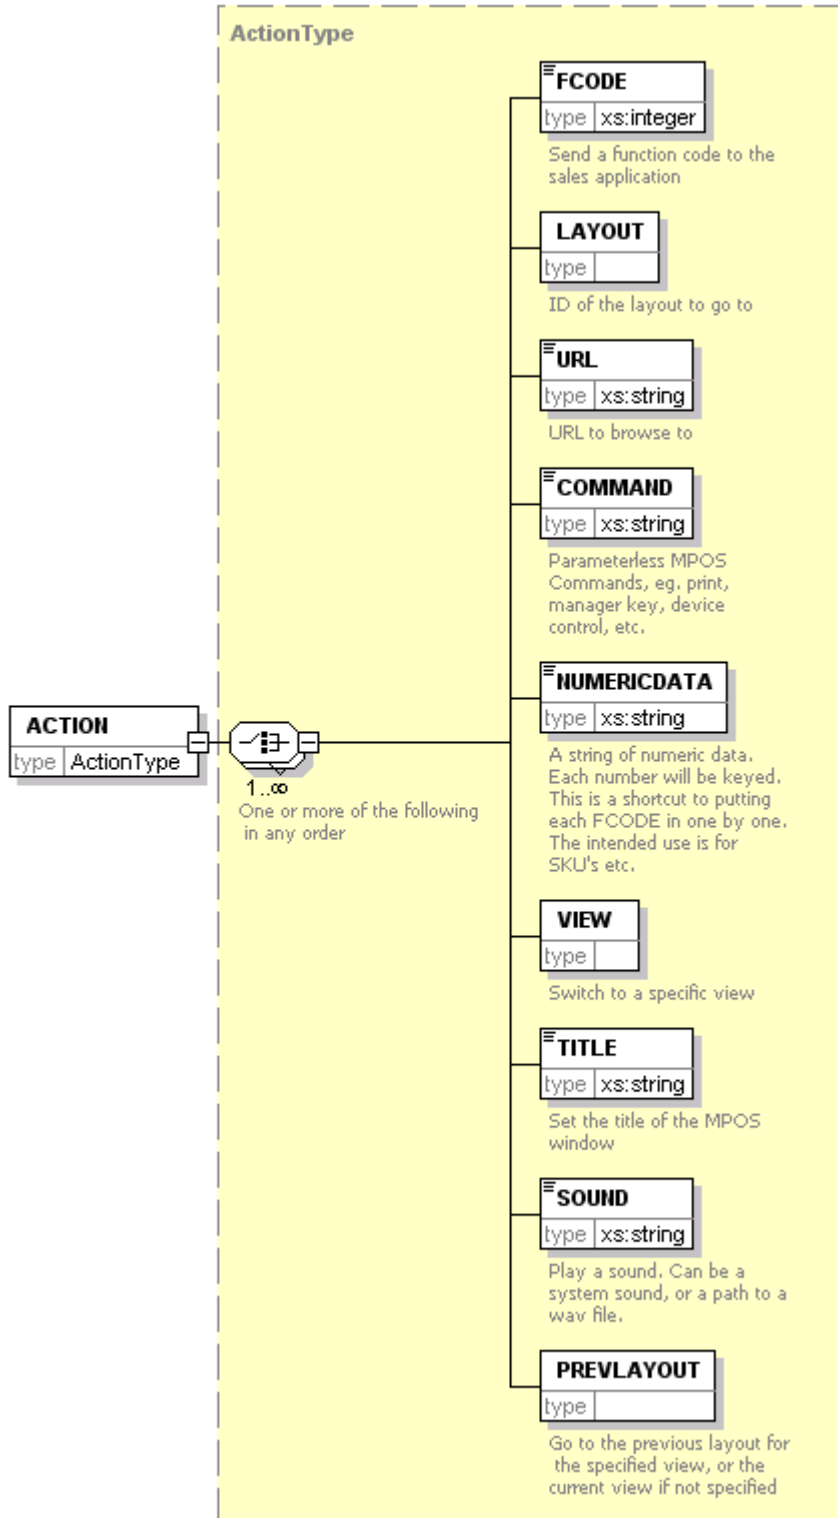 ActionType
FCODE
type xs:integer
Send a function code to the
sales application
LAYOUT
type
ID of the layout to go to
URL
type xs:string
URL to browse to
COMMAND
type xs:string
Parameterless MPOS
Commands, eg. print,
manager key, device
control, etc.
NUMERICDATA
type xs:string
A string of numeric data.
Each number will be keyed.
This is a shortcut to putting
each FCODE in one by one.
The intended use is for
SKU's etc.
ACTION
type ActionType
1..∞
One or more of the following
in any order
VIEW
type
Switch to a specific view
TITLE
type xs:string
Set the title of the MPOS
window
SOUND
type xs:string
Play a sound. Can be a
system sound, or a path to a
wav file.
PREVLAYOUT
type
Go to the previous layout for
the specified view, or the
current view if not specified